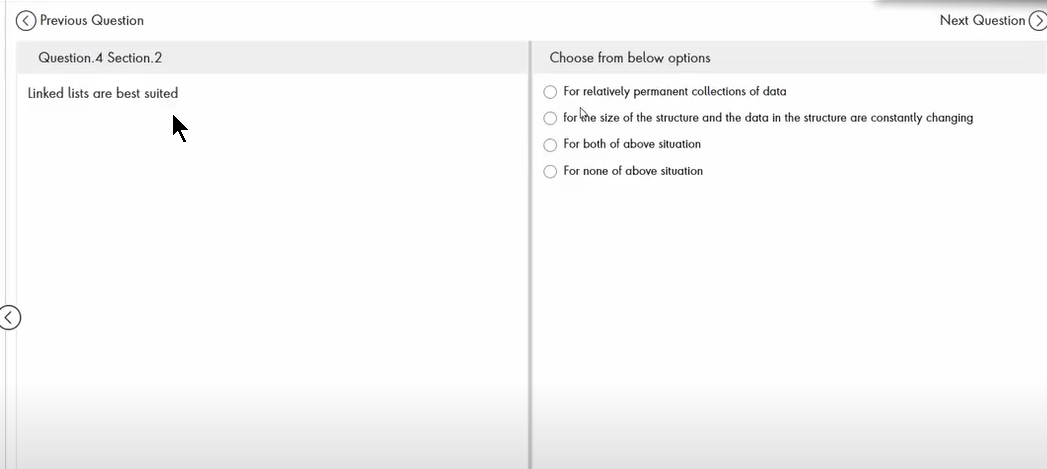 Previous Question
Next Question
Question.4 Section.2
Linked lists are best suited
Choose from below options
For relatively permanent collections of data
for the size of the structure and the data in the structure are constantly changing
For both of above situation
For none of above situation